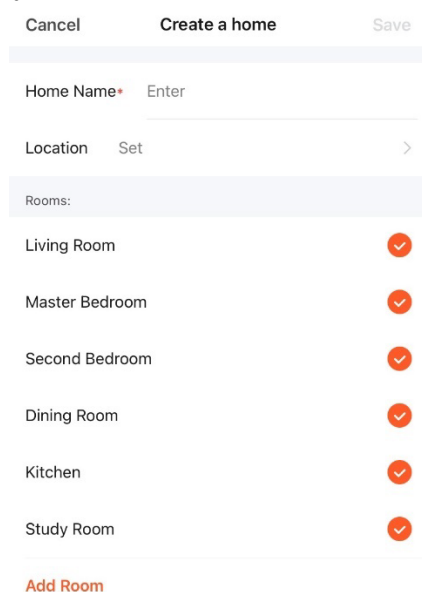 Cancel Create a home Save
Home Name* Enter
Location Set
Rooms:
Living Room
Master Bedroom
Second Bedroom
Dining Room
Kitchen
Study Room
Add Room